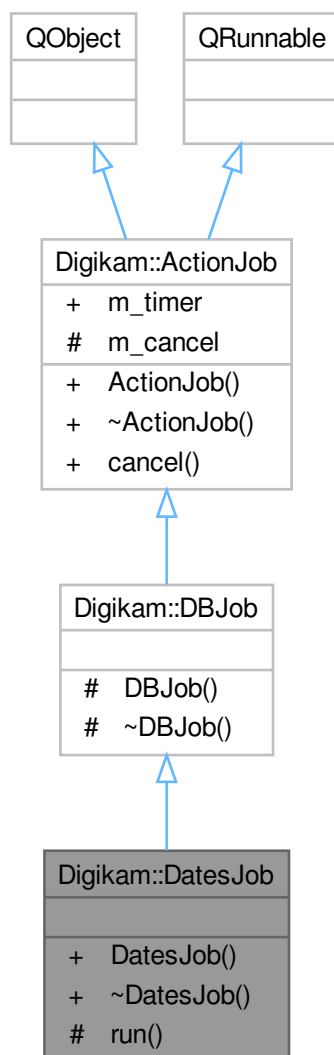 QObject
QRunnable
Digikam::ActionJob
+ m_timer
# m_cancel
+ ActionJob()
+ ~ActionJob()
+ cancel()
Digikam::DBJob
# DBJob()
# ~DBJob()
Digikam::DatesJob
+ DatesJob()
+ ~DatesJob()
# run()